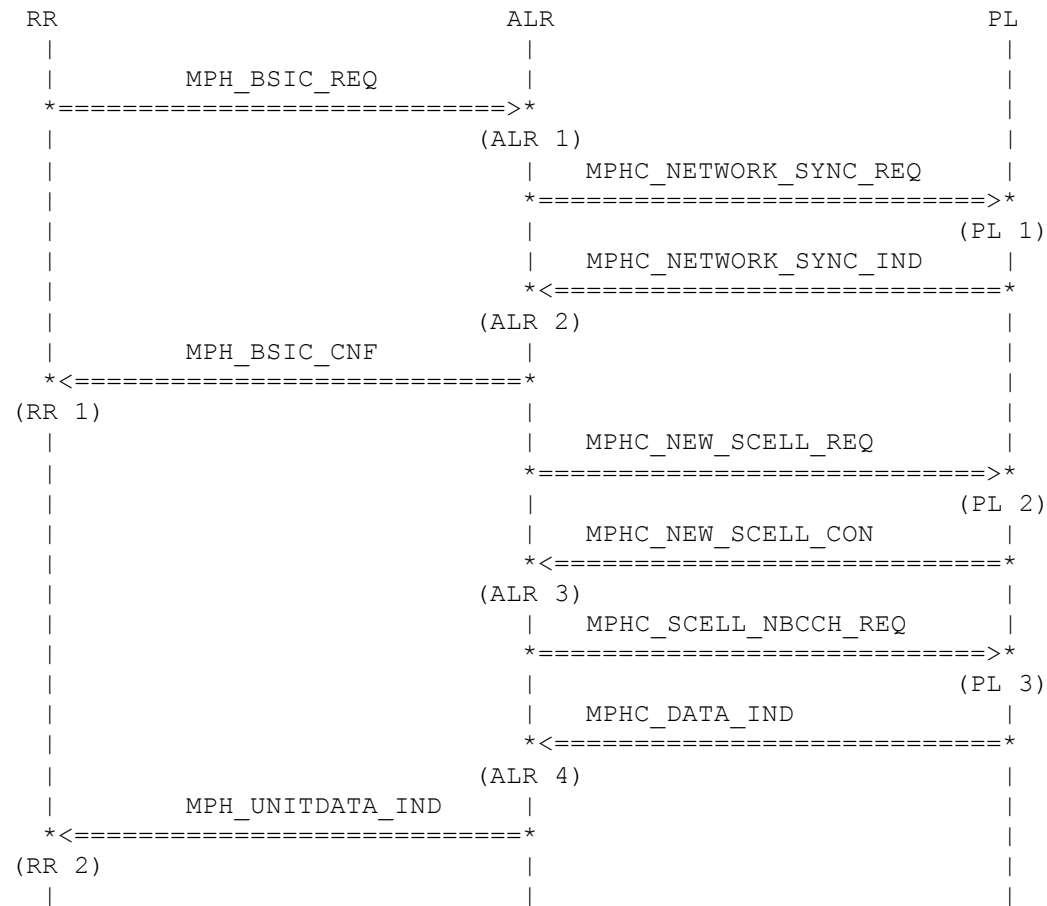 RR ALR PL
MPH_BSIC_REQ
(ALR 1)
MPHC_NETWORK_SYNC_REQ
(PL 1)
MPHC_NETWORK_SYNC_IND
(ALR 2)
MPH_BSIC_CNF
(RR 1)
MPHC_NEW_SCELL_REQ
(PL 2)
MPHC_NEW_SCELL_CON
(ALR 3)
MPHC_SCELL_NBCCH_REQ
(PL 3)
MPHC_DATA_IND
(ALR 4)
MPH_UNITDATA_IND
(RR 2)